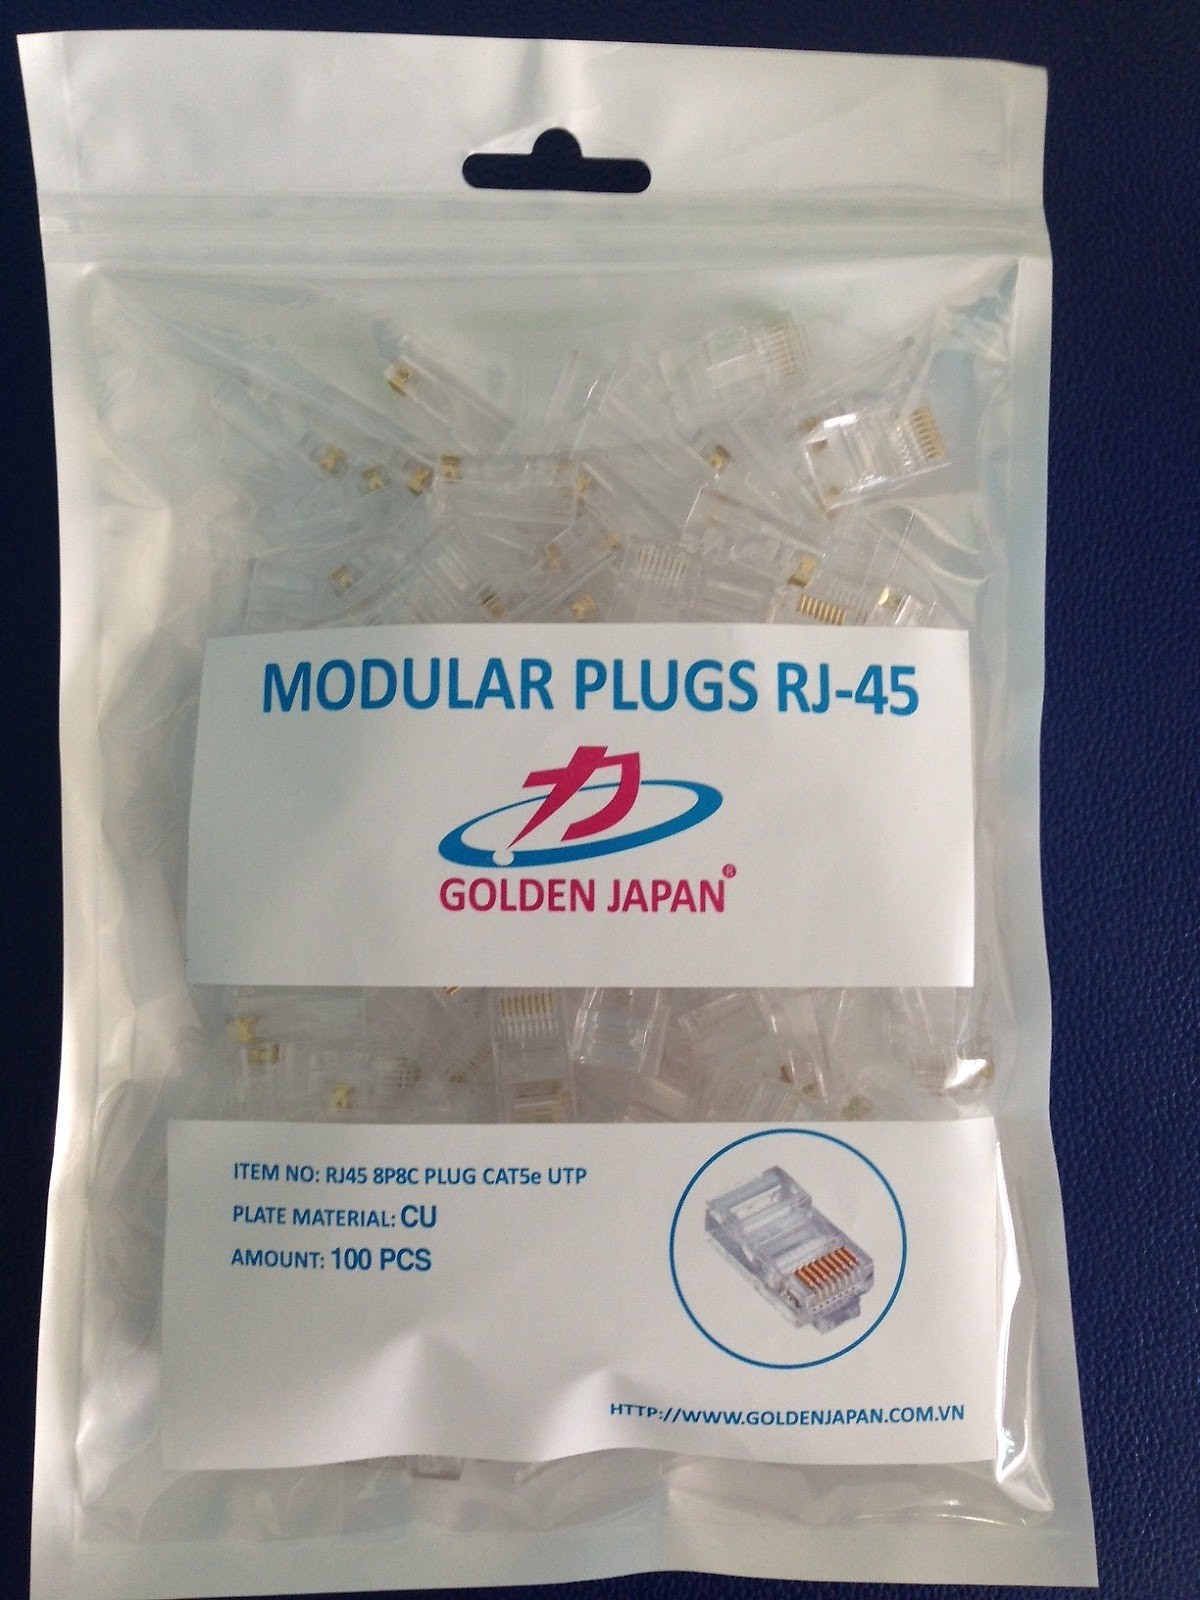 MODULAR PLUGS RJ-45
力
GOLDEN JAPAN®
ITEM NO: RJ45 8P8C PLUG CAT5e UTP
PLATE MATERIAL: CU
AMOUNT: 100 PCS
HTTP://WWW.GOLDENJAPAN.COM.VN